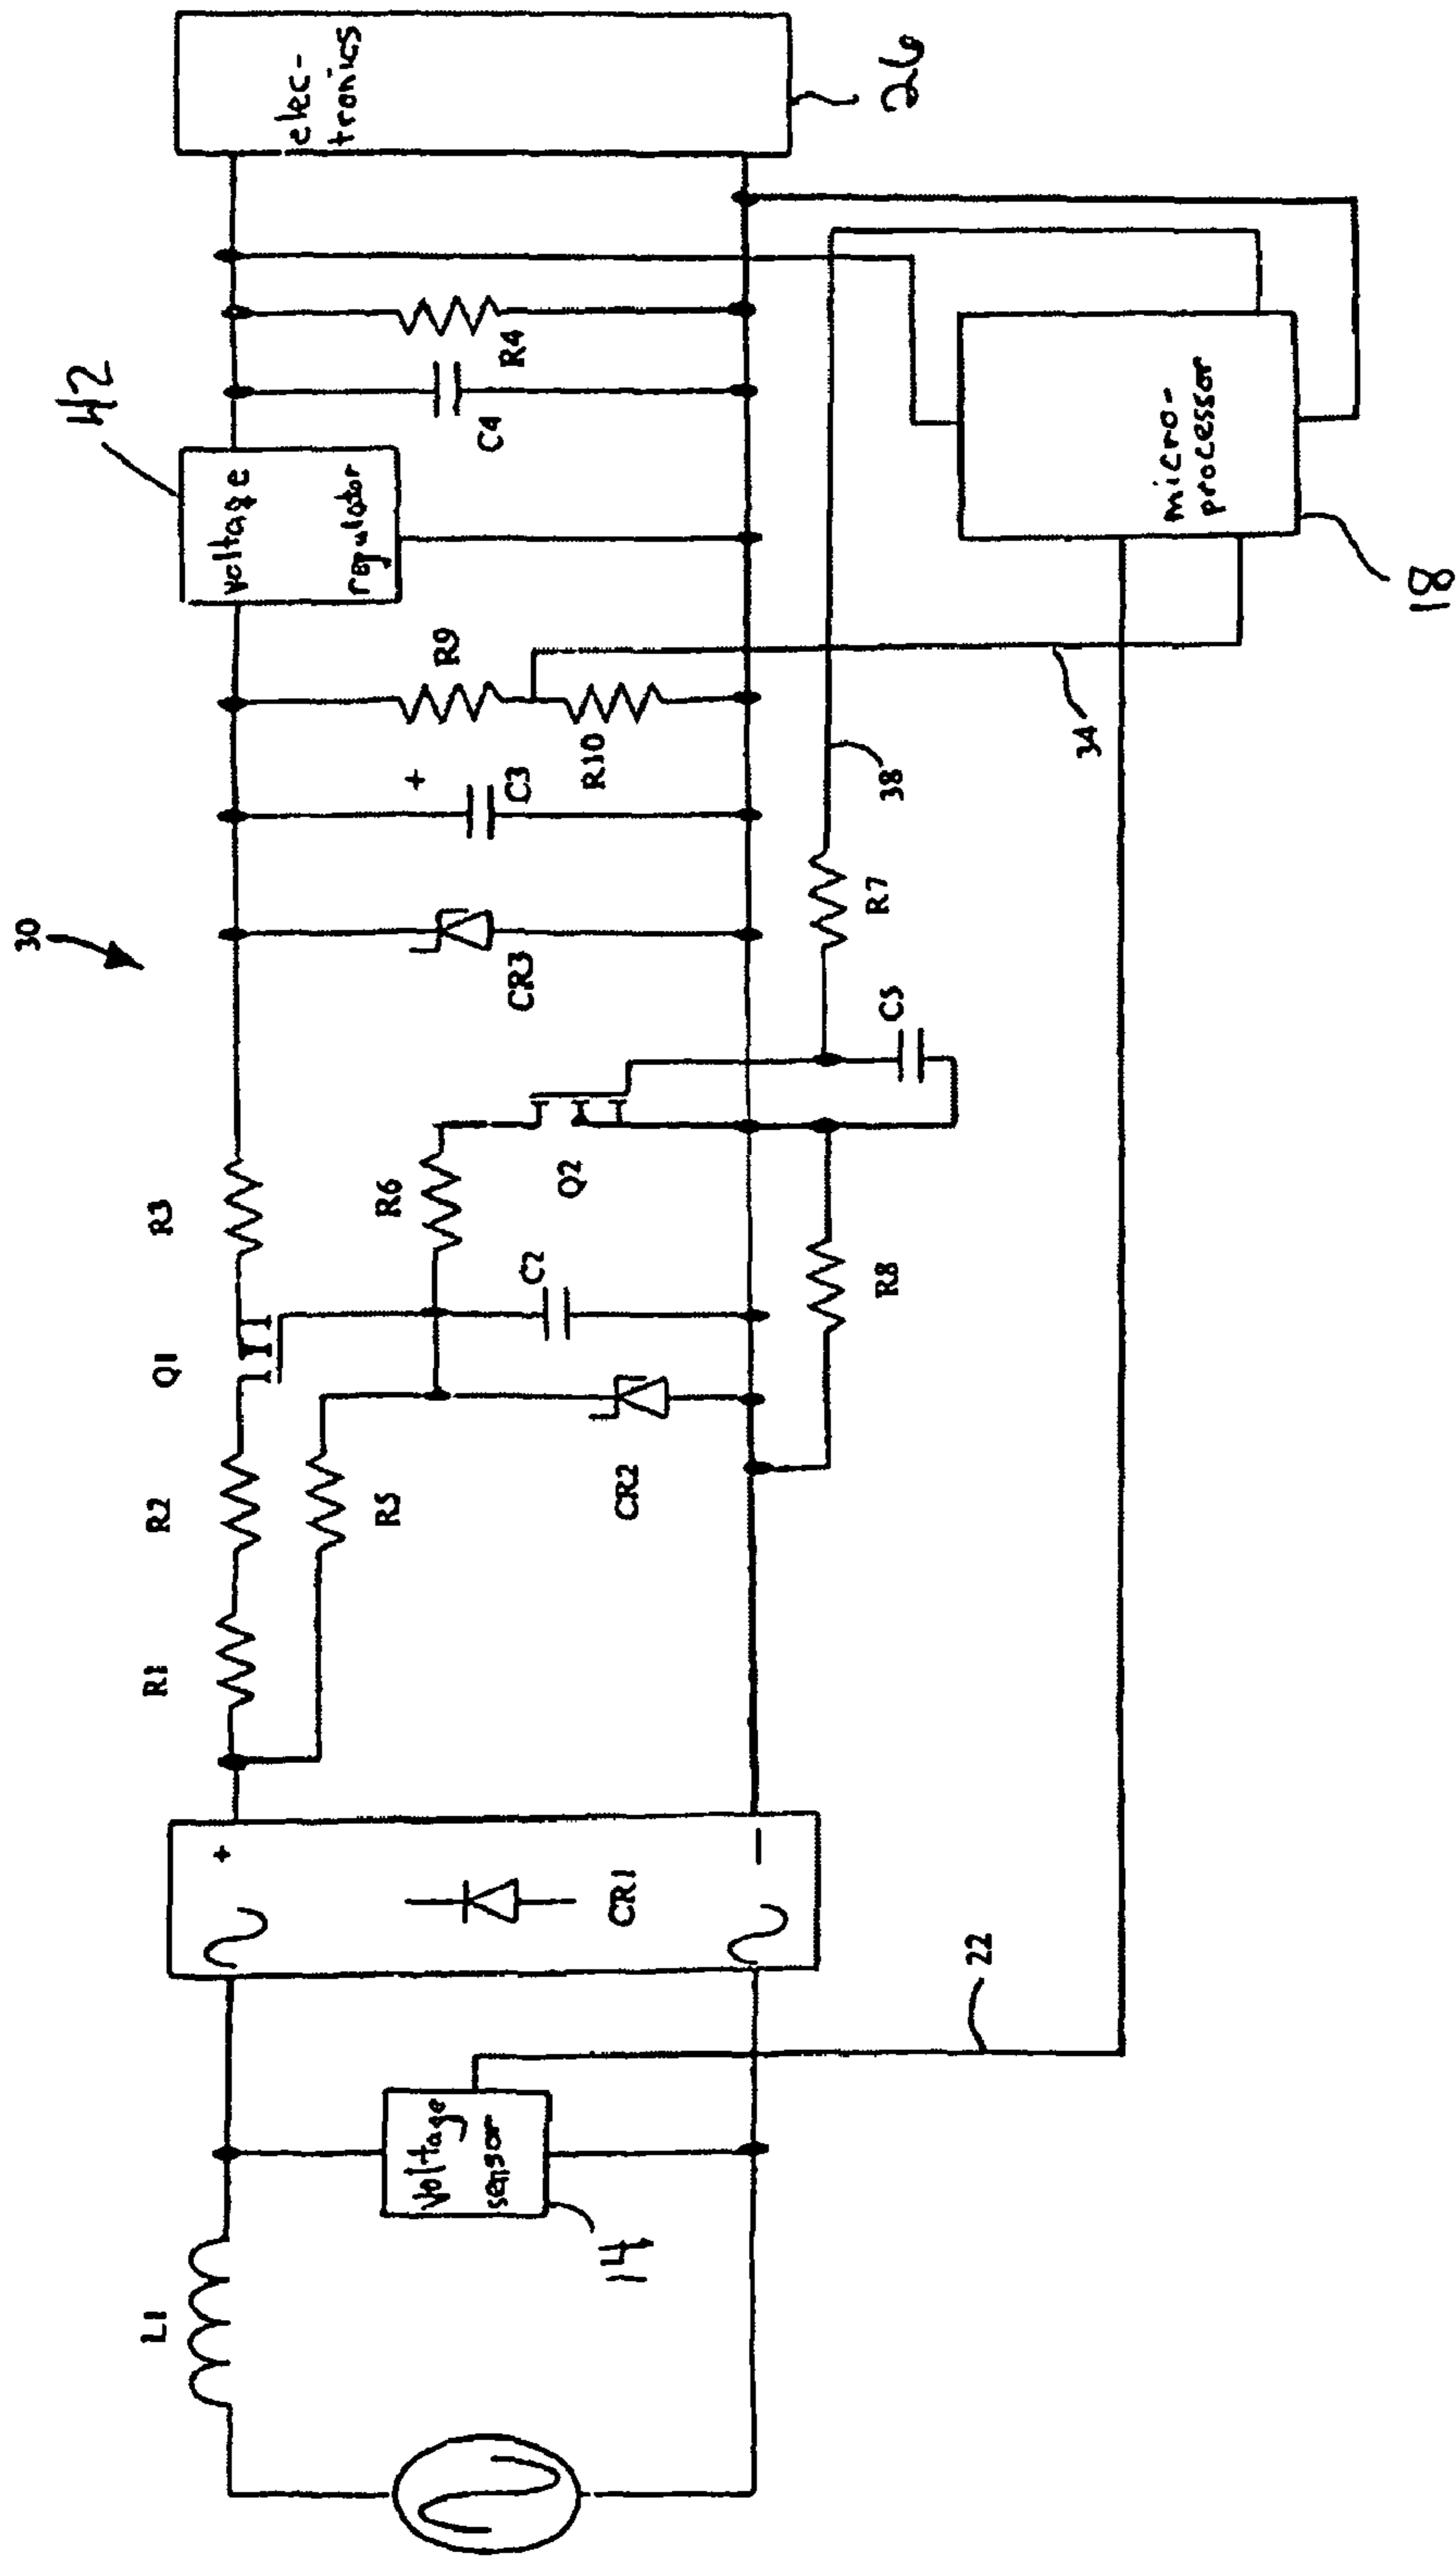 30
42
L1
R1
R2
Q1
R3
voltage
regulator
elec-
tronics
+
R5
R6
+
R9
C4
R4
Voltage
sensor
14
CR1
CR2
C2
Q2
CR3
C3
R10
26
−
R8
C5
R7
38
22
34
micro-
processor
18